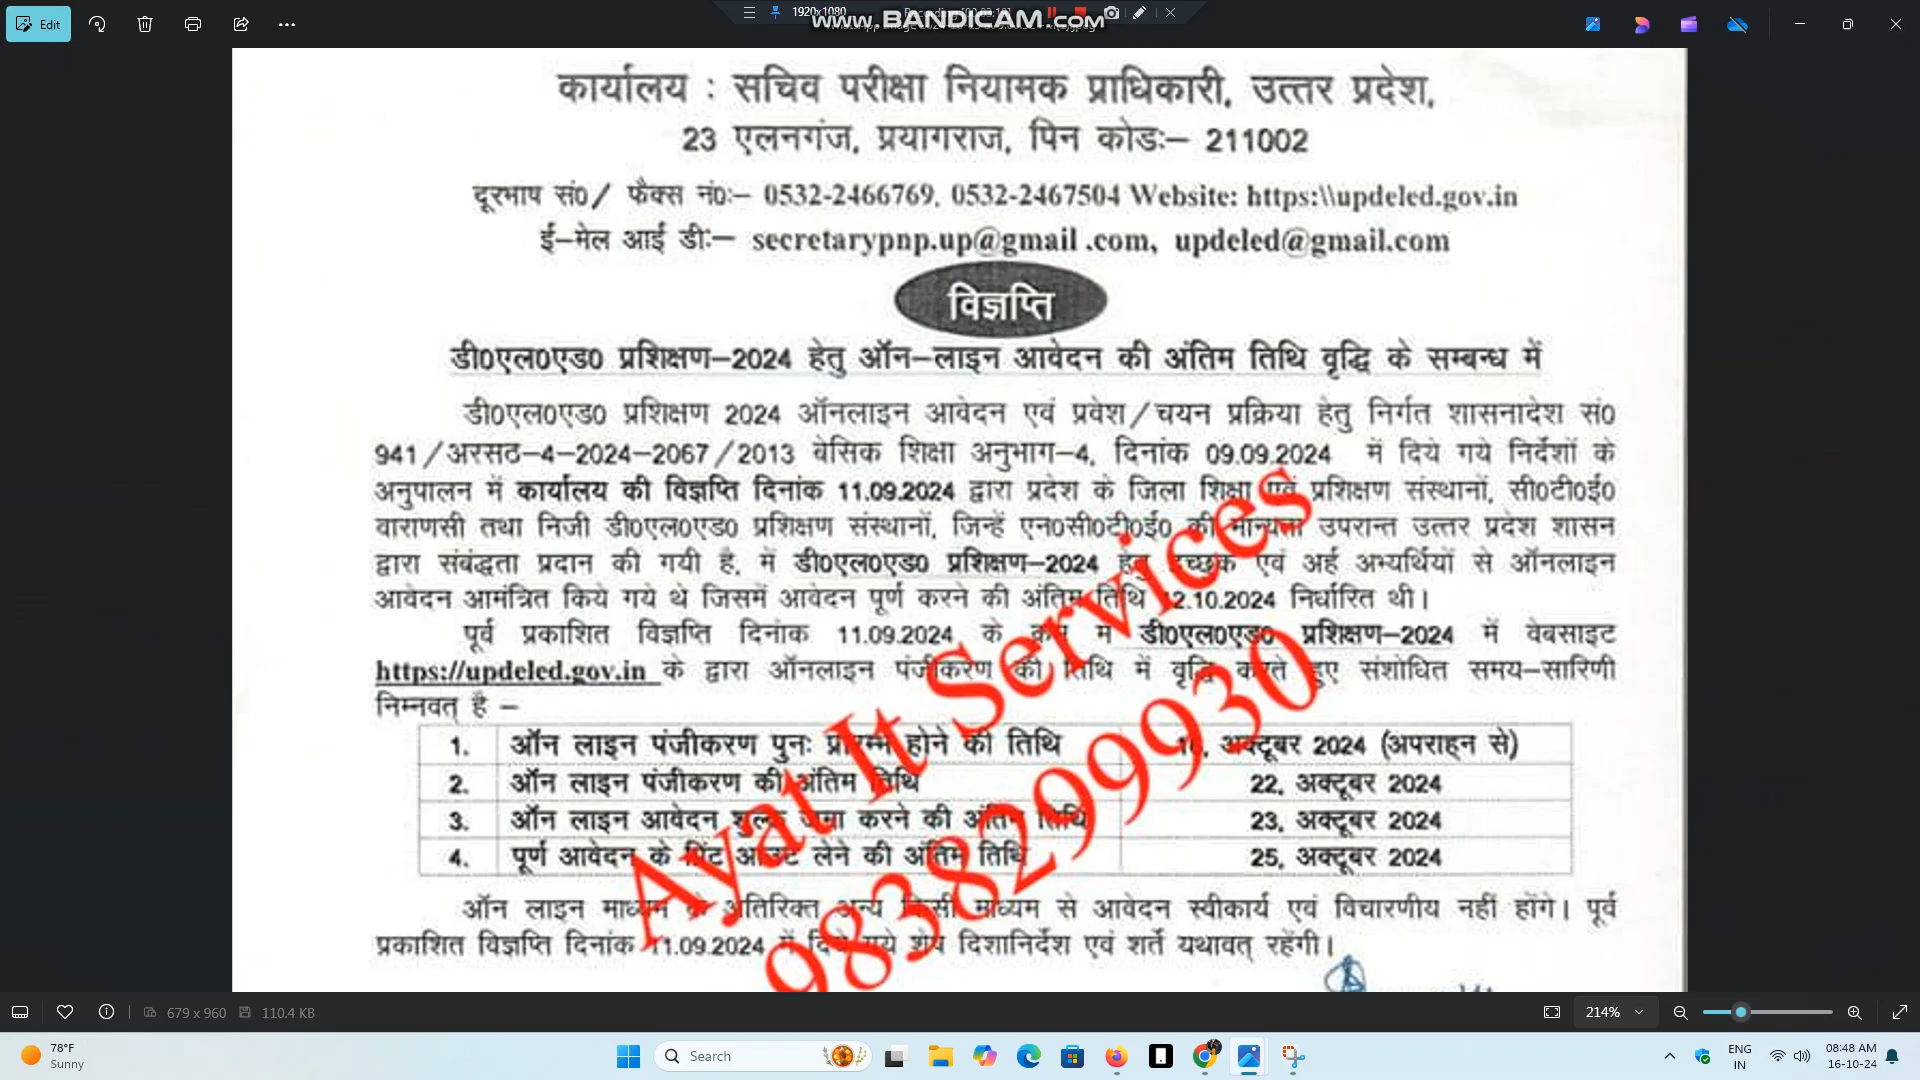 Edit
1920x1080
www.BANDICAM.com
कार्यालय : सचिव परीक्षा नियामक प्राधिकारी, उत्तर प्रदेश,
23 एलनगंज, प्रयागराज, पिन कोडः– 211002
दूरभाष सं0/ फैक्स नं0:– 0532-2466769, 0532-2467504 Website: https:\\updeled.gov.in
ई–मेल आई डीः– secretarypnp.up@gmail .com, updeled@gmail.com
विज्ञप्ति
डी0एल0एड0 प्रशिक्षण–2024 हेतु ऑन–लाइन आवेदन की अंतिम तिथि वृद्धि के सम्बन्ध में
डी0एल0एड0 प्रशिक्षण 2024 ऑनलाइन आवेदन एवं प्रवेश/चयन प्रक्रिया हेतु निर्गत शासनादेश सं0
941/अरसठ–4–2024–2067/2013 बेसिक शिक्षा अनुभाग–4, दिनांक 09.09.2024 में दिये गये निर्देशों के
अनुपालन में कार्यालय की विज्ञप्ति दिनांक 11.09.2024 द्वारा प्रदेश के जिला शिक्षा एवं प्रशिक्षण संस्थानों, सी0टी0ई0
वाराणसी तथा निजी डी0एल0एड0 प्रशिक्षण संस्थानों, जिन्हें एन0सी0टी0ई0 की मान्यता उपरान्त उत्तर प्रदेश शासन
द्वारा संबंद्धता प्रदान की गयी है, में डी0एल0एड0 प्रशिक्षण–2024 हेतु इच्छुक एवं अर्ह अभ्यर्थियों से ऑनलाइन
आवेदन आमंत्रित किये गये थे जिसमें आवेदन पूर्ण करने की अंतिम तिथि 12.10.2024 निर्धारित थी।
पूर्व प्रकाशित विज्ञप्ति दिनांक 11.09.2024 के क्रम में डी0एल0एड0 प्रशिक्षण–2024 में वेबसाइट
https://updeled.gov.in के द्वारा ऑनलाइन पंजीकरण की तिथि में वृद्धि करते हुए संशोधित समय–सारिणी
निम्नवत् है –
1. ऑन लाइन पंजीकरण पुनः प्रारम्भ होने की तिथि अक्टूबर 2024 (अपराह्न से)
2. ऑन लाइन पंजीकरण की अंतिम तिथि 22, अक्टूबर 2024
3. ऑन लाइन आवेदन शुल्क जमा करने की अंतिम तिथि 23, अक्टूबर 2024
4. पूर्ण आवेदन के प्रिंट आउट लेने की अंतिम तिथि 25, अक्टूबर 2024
ऑन लाइन माध्यम के अतिरिक्त अन्य किसी माध्यम से आवेदन स्वीकार्य एवं विचारणीय नहीं होंगे। पूर्व
प्रकाशित विज्ञप्ति दिनांक 11.09.2024 में दिये गये शेष दिशानिर्देश एवं शर्ते यथावत् रहेंगी।
Ayat It Services
9838299930
679 x 960
110.4 KB
214%
78°F
Sunny
Search
ENG
IN
08:48 AM
16-10-24